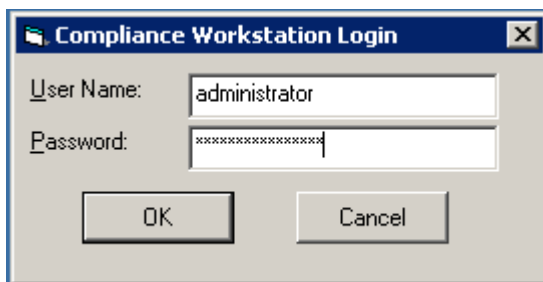 Compliance Workstation Login
User Name: administrator
Password: ****************
OK Cancel